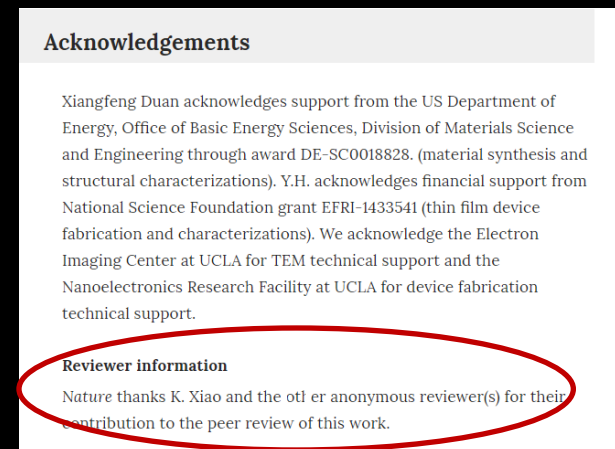 Acknowledgements
Xiangfeng Duan acknowledges support from the US Department of
Energy, Office of Basic Energy Sciences, Division of Materials Science
and Engineering through award DE-SC0018828. (material synthesis and
structural characterizations). Y.H. acknowledges financial support from
National Science Foundation grant EFRI-1433541 (thin film device
fabrication and characterizations). We acknowledge the Electron
Imaging Center at UCLA for TEM technical support and the
Nanoelectronics Research Facility at UCLA for device fabrication
technical support.
Reviewer information
Nature thanks K. Xiao and the other anonymous reviewer(s) for their
contribution to the peer review of this work.